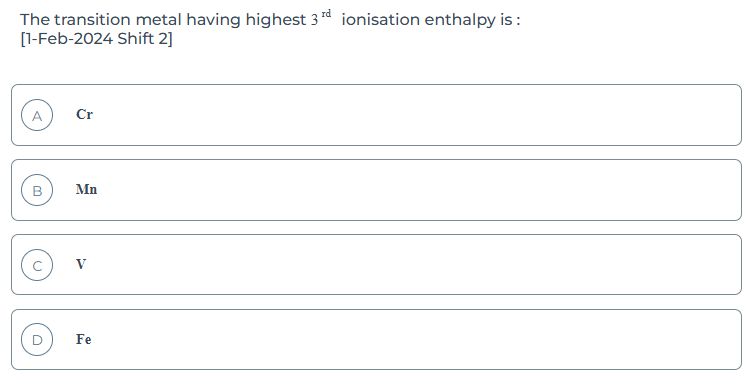 The transition metal having highest 3 rd ionisation enthalpy is :
[1-Feb-2024 Shift 2]
A Cr
B Mn
C V
D Fe